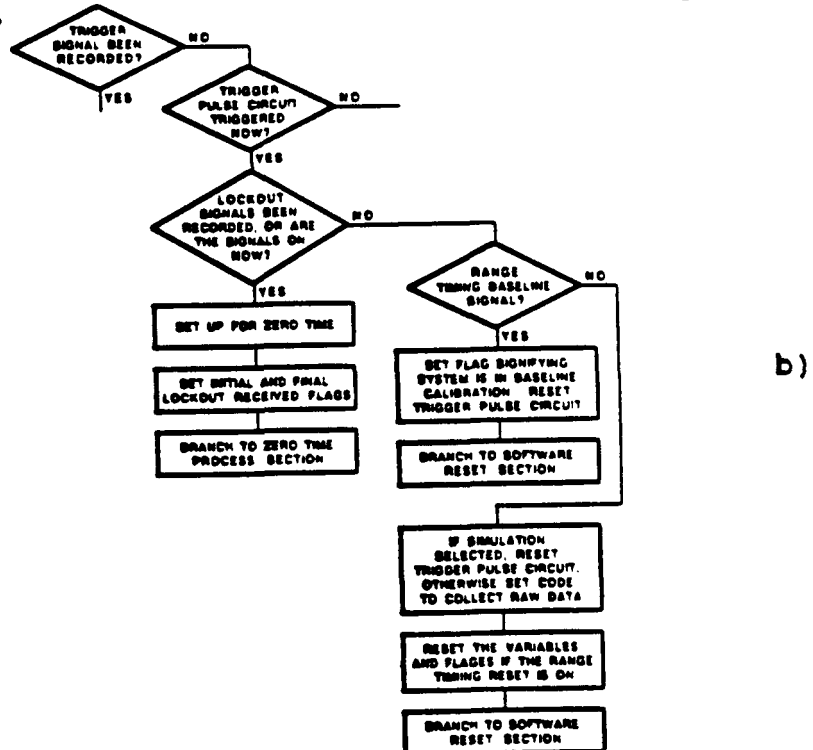 TRIGGER
SIGNAL BEEN
RECORDED?
NO
YES
TRIGGER
PULSE CIRCUIT
TRIGGERED
NOW?
NO
YES
LOCKOUT
SIGNALS BEEN
RECORDED, OR ARE
THE SIGNALS ON
NOW?
NO
YES
SET UP FOR ZERO TIME
SET INITIAL AND FINAL
LOCKOUT RECEIVED FLAGS
BRANCH TO ZERO TIME
PROCESS SECTION
RANGE
TIMING BASELINE
SIGNAL?
NO
YES
SET FLAG SIGNIFYING
SYSTEM IS IN BASELINE
CALIBRATION RESET
TRIGGER PULSE CIRCUIT
BRANCH TO SOFTWARE
RESET SECTION
b)
IF SIMULATION
SELECTED, RESET
TRIGGER PULSE CIRCUIT.
OTHERWISE SET CODE
TO COLLECT RAW DATA
RESET THE VARIABLES
AND FLAGES IF THE RANGE
TIMING RESET IS ON
BRANCH TO SOFTWARE
RESET SECTION